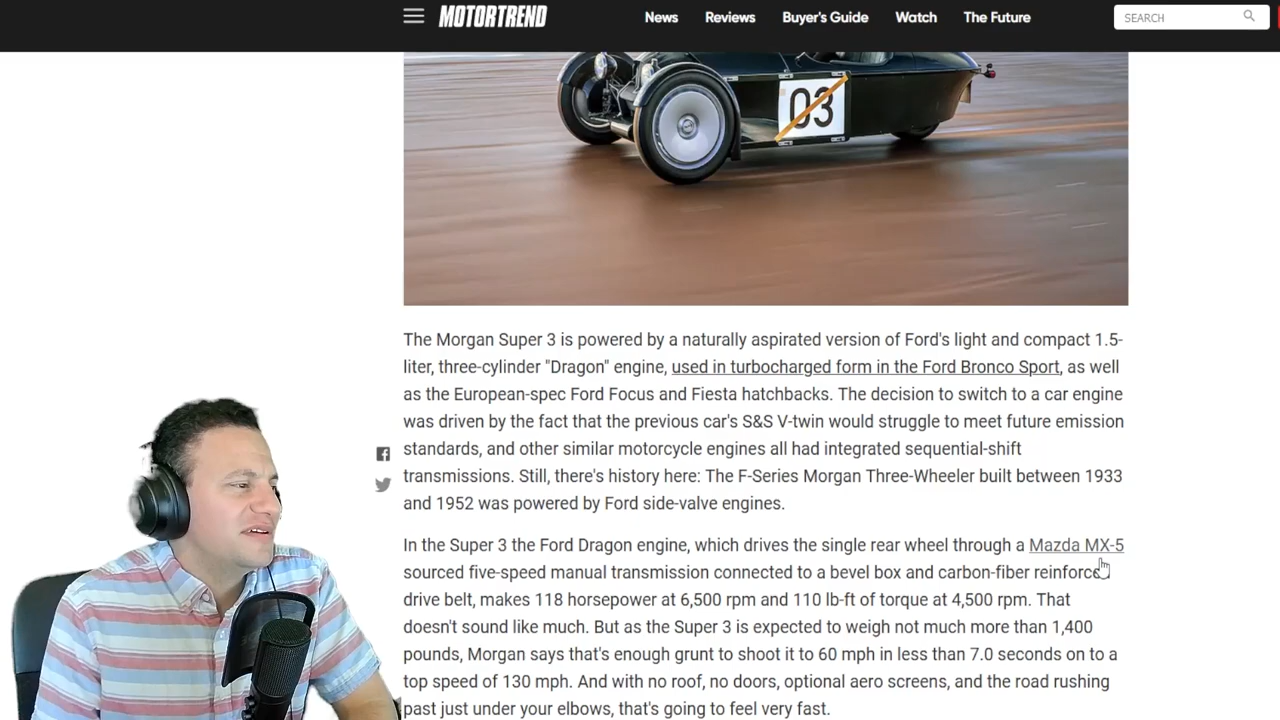 MOTORTREND
News Reviews Buyer's Guide Watch The Future
SEARCH
03
The Morgan Super 3 is powered by a naturally aspirated version of Ford's light and compact 1.5-
liter, three-cylinder "Dragon" engine, used in turbocharged form in the Ford Bronco Sport, as well
as the European-spec Ford Focus and Fiesta hatchbacks. The decision to switch to a car engine
was driven by the fact that the previous car's S&S V-twin would struggle to meet future emission
standards, and other similar motorcycle engines all had integrated sequential-shift
transmissions. Still, there's history here: The F-Series Morgan Three-Wheeler built between 1933
and 1952 was powered by Ford side-valve engines.
In the Super 3 the Ford Dragon engine, which drives the single rear wheel through a Mazda MX-5
sourced five-speed manual transmission connected to a bevel box and carbon-fiber reinforced
drive belt, makes 118 horsepower at 6,500 rpm and 110 lb-ft of torque at 4,500 rpm. That
doesn't sound like much. But as the Super 3 is expected to weigh not much more than 1,400
pounds, Morgan says that's enough grunt to shoot it to 60 mph in less than 7.0 seconds on to a
top speed of 130 mph. And with no roof, no doors, optional aero screens, and the road rushing
past just under your elbows, that's going to feel very fast.